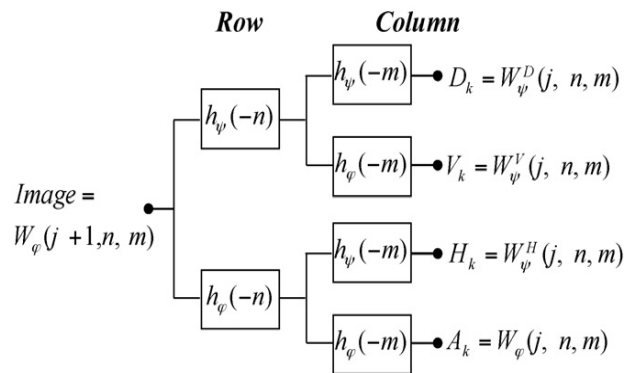 Row Column
h_ψ(-m) D_k = W_ψ^D(j, n, m)
h_ψ(-n)
h_φ(-m) V_k = W_ψ^V(j, n, m)
Image =
W_φ(j +1,n, m)
h_ψ(-m) H_k = W_ψ^H(j, n, m)
h_φ(-n)
h_φ(-m) A_k = W_φ(j, n, m)